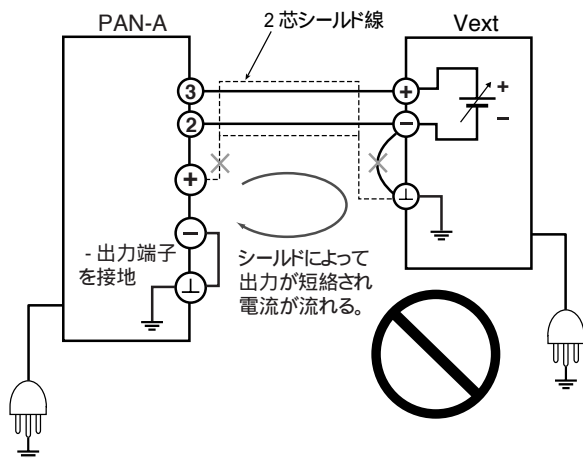 PAN-A
2 芯シールド線
Vext
3
2
+
-
⊥
+
-
⊥
+
-
- 出力端子
を接地
シールドによって
出力が短絡され
電流が流れる。